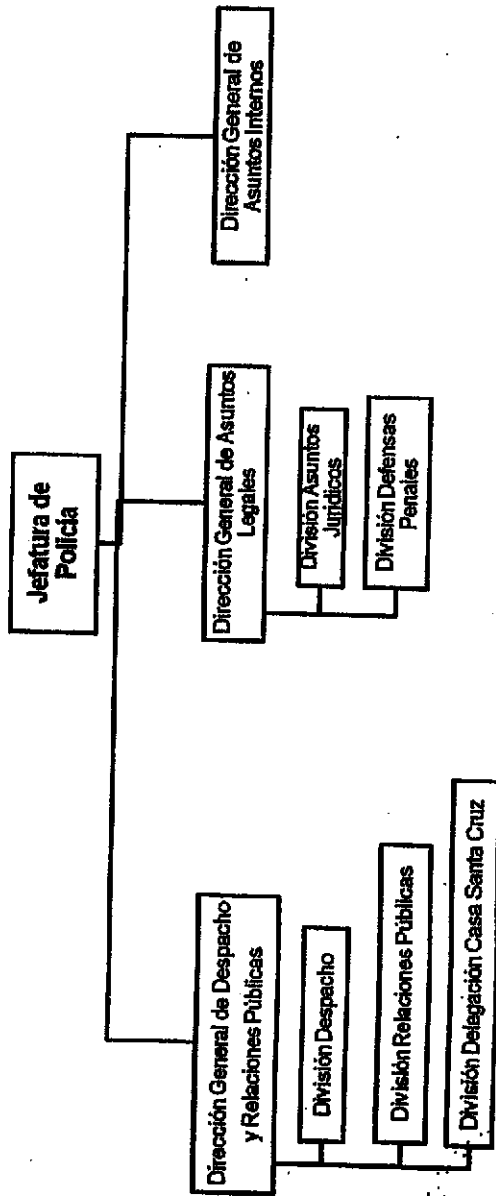 Jefatura de
Policía
Dirección General de Despacho
y Relaciones Públicas
División Despacho
División Relaciones Públicas
División Delegación Casa Santa Cruz
Dirección General de Asuntos
Legales
División Asuntos
Jurídicos
División Defensas
Penales
Dirección General de
Asuntos Internos